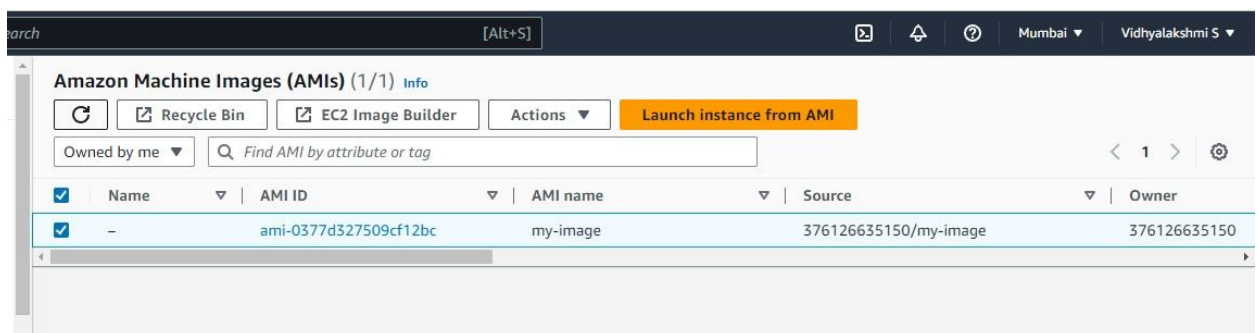 earch [Alt+S] Mumbai Vidhyalakshmi S
Amazon Machine Images (AMIs) (1/1) Info
Recycle Bin EC2 Image Builder Actions Launch instance from AMI
Owned by me Find AMI by attribute or tag 1
Name AMI ID AMI name Source Owner
– ami-0377d327509cf12bc my-image 376126635150/my-image 376126635150